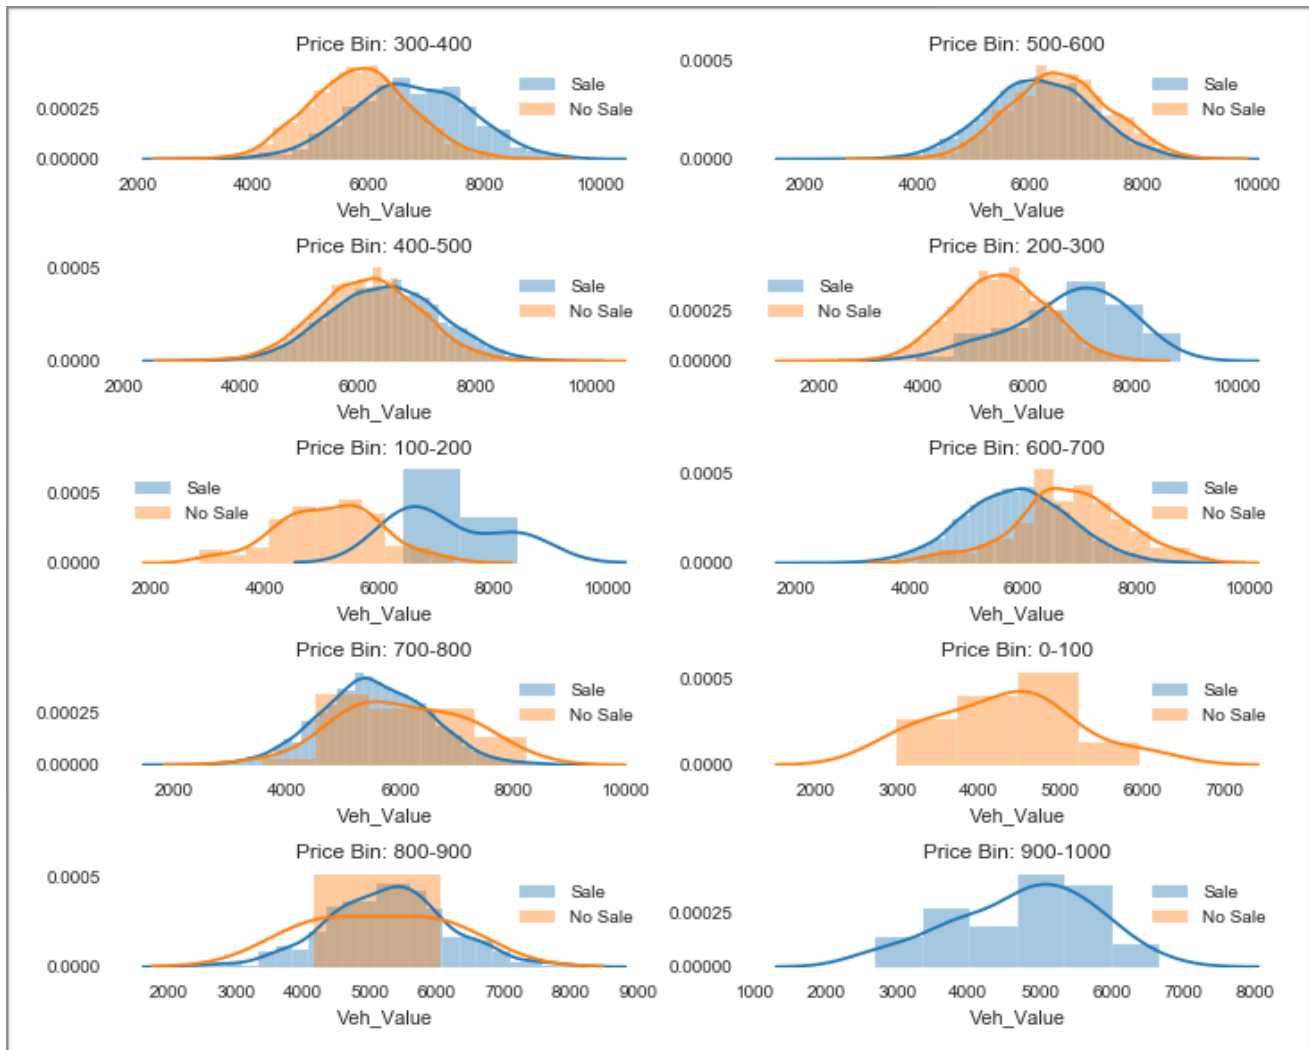 Price Bin: 300-400
0.00025
0.00000
Sale
No Sale
2000 4000 6000 8000 10000
Veh_Value
Price Bin: 500-600
0.0005
0.0000
Sale
No Sale
2000 4000 6000 8000 10000
Veh_Value
Price Bin: 400-500
0.0005
0.0000
Sale
No Sale
2000 4000 6000 8000 10000
Veh_Value
Price Bin: 200-300
0.00025
0.00000
Sale
No Sale
2000 4000 6000 8000 10000
Veh_Value
Price Bin: 100-200
0.0005
0.0000
Sale
No Sale
2000 4000 6000 8000 10000
Veh_Value
Price Bin: 600-700
0.0005
0.0000
Sale
No Sale
2000 4000 6000 8000 10000
Veh_Value
Price Bin: 700-800
0.00025
0.00000
Sale
No Sale
2000 4000 6000 8000 10000
Veh_Value
Price Bin: 0-100
0.0005
0.0000
Sale
No Sale
2000 3000 4000 5000 6000 7000
Veh_Value
Price Bin: 800-900
0.0005
0.0000
Sale
No Sale
2000 3000 4000 5000 6000 7000 8000 9000
Veh_Value
Price Bin: 900-1000
0.00025
0.00000
Sale
No Sale
1000 2000 3000 4000 5000 6000 7000 8000
Veh_Value